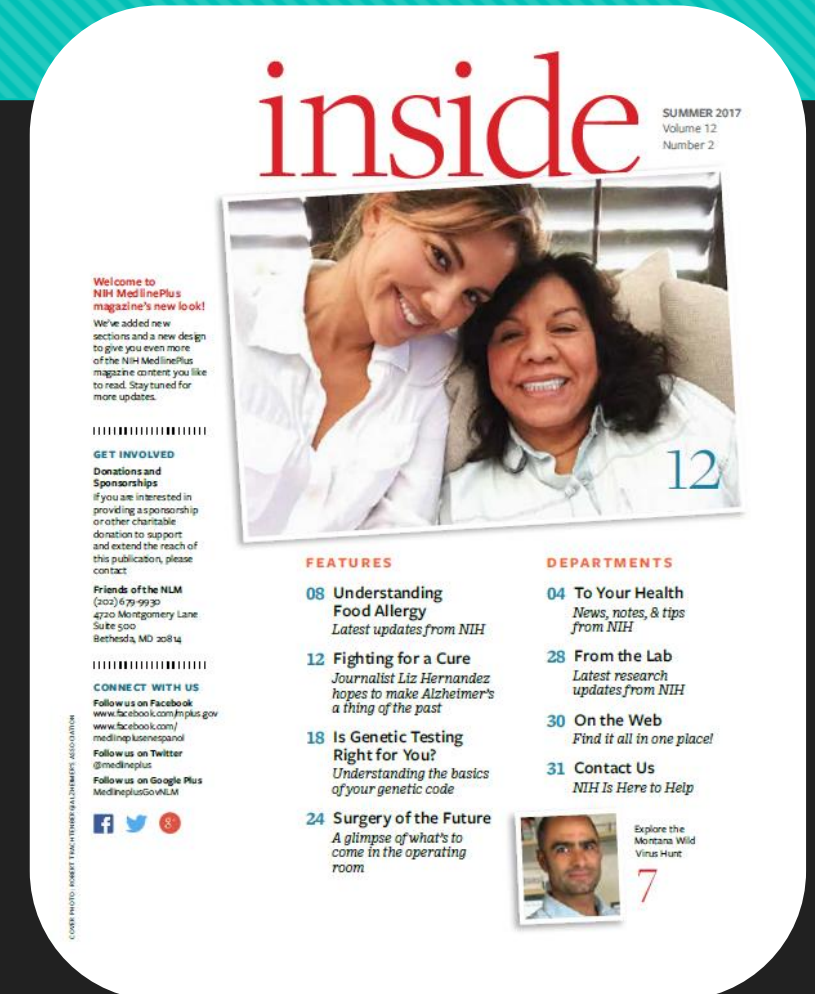 inside
SUMMER 2017
Volume 12
Number 2
Welcome to
NIH MedlinePlus
magazine's new look!
We've added new
sections and a new design
to give you even more
of the NIH MedlinePlus
magazine content you like
to read. Stay tuned for
more updates.
GET INVOLVED
Donations and
Sponsorships
If you are interested in
providing a sponsorship
or other charitable
donation to support
and extend the reach of
this publication, please
contact
Friends of the NLM
(202) 679-9930
4720 Montgomery Lane
Suite 500
Bethesda, MD 20814
CONNECT WITH US
Follow us on Facebook
www.facebook.com/mplus.gov
www.facebook.com/
medlineplusenespanol
Follow us on Twitter
@medlineplus
Follow us on Google Plus
MedlineplusGovNLM
COVER PHOTO: ROBERT TRACHTENBERG/ALZHEIMER'S ASSOCIATION
12
FEATURES
08 Understanding
Food Allergy
Latest updates from NIH
12 Fighting for a Cure
Journalist Liz Hernandez
hopes to make Alzheimer's
a thing of the past
18 Is Genetic Testing
Right for You?
Understanding the basics
of your genetic code
24 Surgery of the Future
A glimpse of what's to
come in the operating
room
DEPARTMENTS
04 To Your Health
News, notes, & tips
from NIH
28 From the Lab
Latest research
updates from NIH
30 On the Web
Find it all in one place!
31 Contact Us
NIH Is Here to Help
Explore the
Montana Wild
Virus Hunt
7